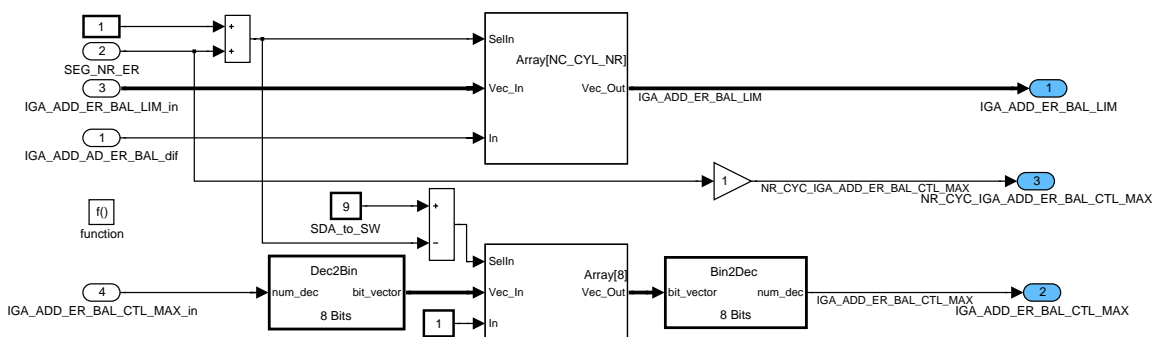 1
+
+
2
SEG_NR_ER
SelIn
Array[NC_CYL_NR]
3
IGA_ADD_ER_BAL_LIM_in
Vec_In
Vec_Out
IGA_ADD_ER_BAL_LIM
1
IGA_ADD_ER_BAL_LIM
1
IGA_ADD_AD_ER_BAL_dif
In
1
NR_CYC_IGA_ADD_ER_BAL_CTL_MAX
3
NR_CYC_IGA_ADD_ER_BAL_CTL_MAX
f()
function
9
SDA_to_SW
+
−
SelIn
Array[8]
4
IGA_ADD_ER_BAL_CTL_MAX_in
Dec2Bin
num_dec
bit_vector
8 Bits
Vec_In
Vec_Out
1
In
Bin2Dec
bit_vector
num_dec
8 Bits
IGA_ADD_ER_BAL_CTL_MAX
2
IGA_ADD_ER_BAL_CTL_MAX